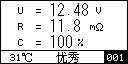 U = 12.48 V
R = 11.8 mΩ
C = 100 %
31℃ 优秀 001